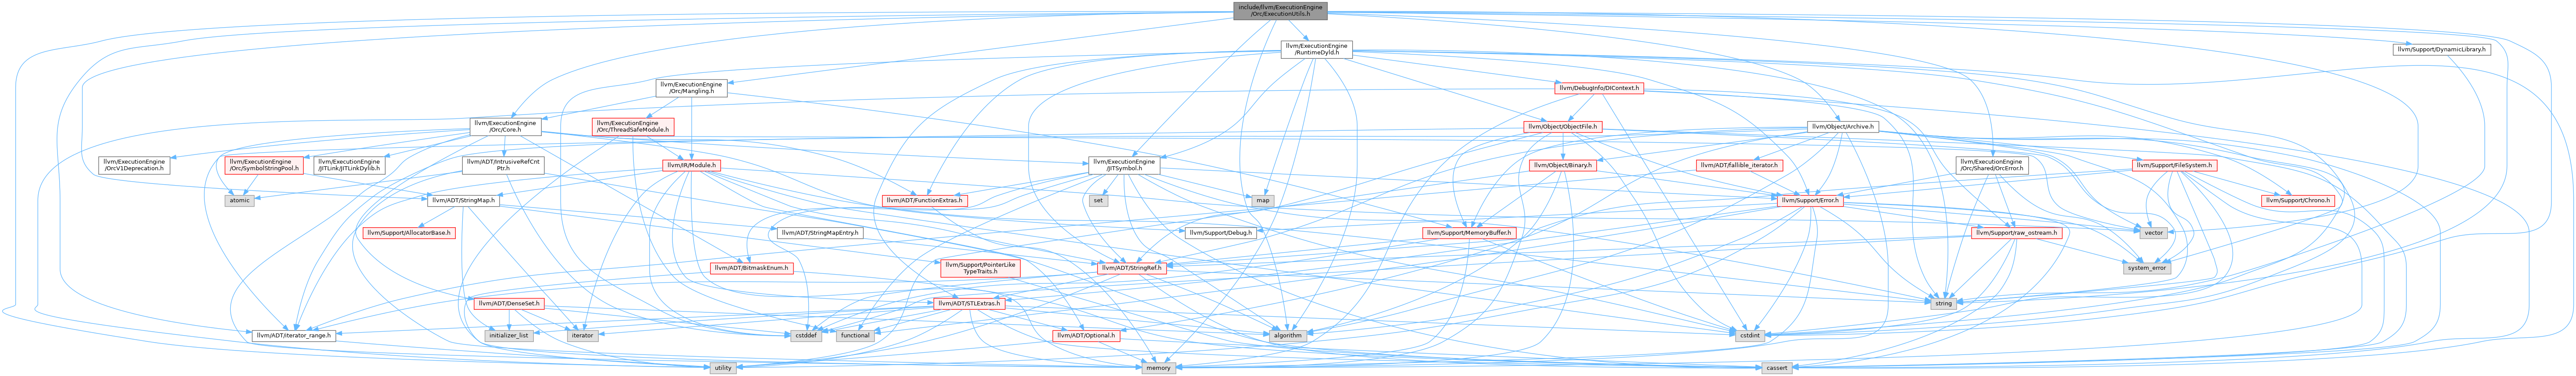 include/llvm/ExecutionEngine
/Orc/ExecutionUtils.h
llvm/ExecutionEngine
/RuntimeDyld.h
llvm/Support/DynamicLibrary.h
llvm/ExecutionEngine
/Orc/Mangling.h
llvm/DebugInfo/DIContext.h
llvm/ExecutionEngine
/Orc/Core.h
llvm/ExecutionEngine
/Orc/ThreadSafeModule.h
llvm/Object/ObjectFile.h
llvm/Object/Archive.h
llvm/ExecutionEngine
/OrcV1Deprecation.h
llvm/ExecutionEngine
/Orc/SymbolStringPool.h
llvm/ExecutionEngine
/JITLink/JITLinkDylib.h
llvm/ADT/IntrusiveRefCnt
Ptr.h
llvm/IR/Module.h
llvm/ExecutionEngine
/JITSymbol.h
llvm/Object/Binary.h
llvm/ADT/fallible_iterator.h
llvm/ExecutionEngine
/Orc/Shared/OrcError.h
llvm/Support/FileSystem.h
atomic
llvm/ADT/StringMap.h
llvm/ADT/FunctionExtras.h
set
map
llvm/Support/Error.h
llvm/Support/Chrono.h
llvm/Support/AllocatorBase.h
llvm/ADT/StringMapEntry.h
llvm/Support/Debug.h
llvm/Support/MemoryBuffer.h
llvm/Support/raw_ostream.h
vector
llvm/ADT/BitmaskEnum.h
llvm/Support/PointerLike
TypeTraits.h
llvm/ADT/StringRef.h
system_error
llvm/ADT/DenseSet.h
llvm/ADT/STLExtras.h
string
llvm/ADT/iterator_range.h
initializer_list
iterator
cstddef
functional
llvm/ADT/Optional.h
algorithm
cstdint
utility
memory
cassert